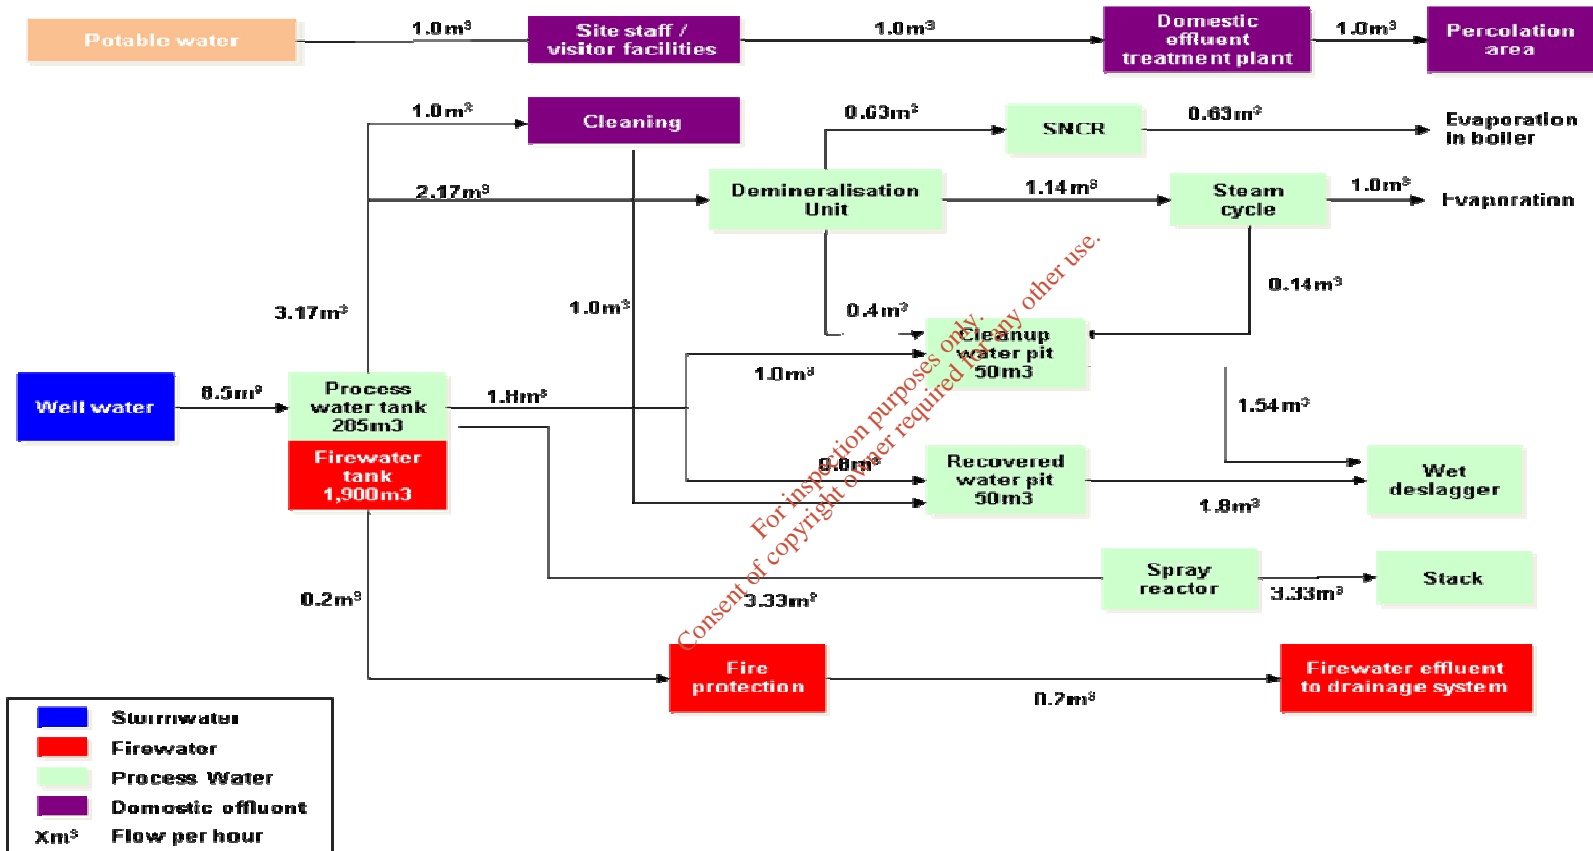 Potable water
1.0m³
Site staff /
visitor facilities
1.0m³
Domestic
effluent
treatment plant
1.0m³
Percolation
area
1.0m³
Cleaning
0.63m³
SNCR
0.63m³
Evaporation
in boiler
2.17m³
Demineralisation
Unit
1.14m³
Steam
cycle
1.0m³
Evaporation
3.17m³
1.0m³
0.4m³
0.14m³
Cleanup
water pit
50m3
1.0m³
Well water
8.5m³
Process
water tank
285m3
1.8m³
1.54m³
Firewater
tank
1,900m3
0.8m³
Recovered
water pit
50m3
1.8m³
Wet
deslagger
0.2m³
3.33m³
Spray
reactor
3.33m³
Stack
Fire
protection
0.2m³
Firewater effluent
to drainage system
Stormwater
Firewater
Process Water
Domestic effluent
Xm³ Flow per hour
For inspection purposes only.
Consent of copyright owner required for any other use.